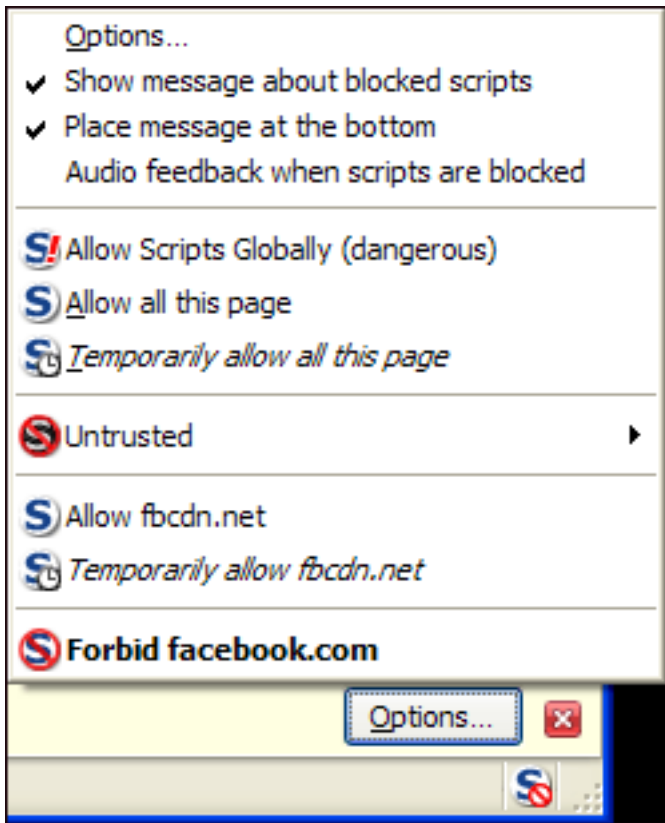 Options...
Show message about blocked scripts
Place message at the bottom
Audio feedback when scripts are blocked
Allow Scripts Globally (dangerous)
Allow all this page
Temporarily allow all this page
Untrusted
Allow fbcdn.net
Temporarily allow fbcdn.net
Forbid facebook.com
Options...